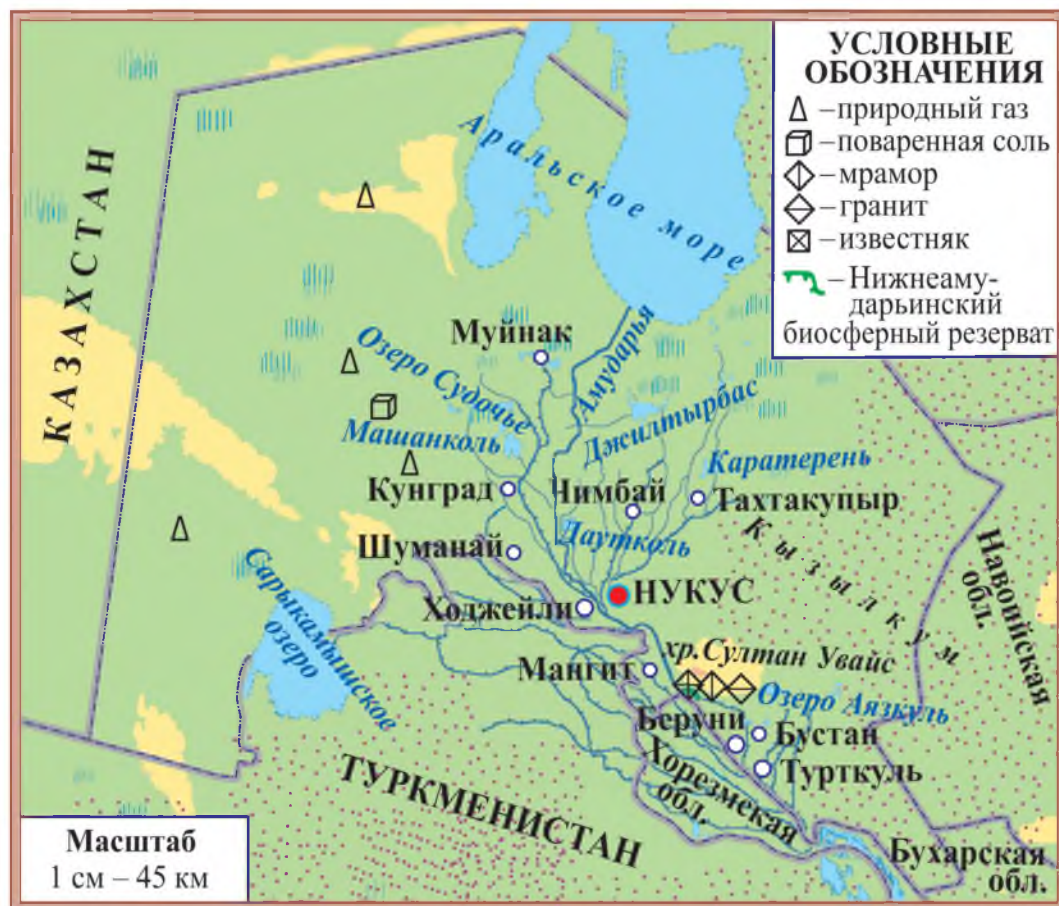 УСЛОВНЫЕ
ОБОЗНАЧЕНИЯ
–природный газ
–поваренная соль
–мрамор
–гранит
–известняк
–Нижнеаму-
дарьинский
биосферный резерват
КАЗАХСТАН
Аральское море
Муйнак
Амударья
Озеро Судочье
Джилтырбас
Машанколь
Каратерень
Кунград
Чимбай
Тахтакупыр
Шуманай
Даутколь
Кызылкум
Навоийская
обл.
НУКУС
Ходжейли
Сарыкамышское
озеро
хр.Султан Увайс
Мангит
Озеро Аязкуль
Беруни
Бустан
Турткуль
Хорезмская
обл.
ТУРКМЕНИСТАН
Бухарская
обл.
Масштаб
1 см – 45 км